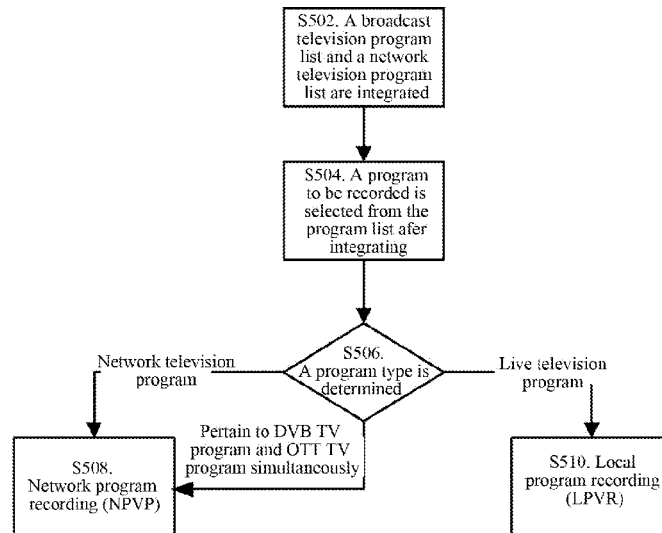 S502. A broadcast
television program
list and a network
television program
list are integrated
S504. A program
to be recorded is
selected from the
program list afer
integrating
S506.
A program type is
determined
Network television
program
Live television
program
Pertain to DVB TV
program and OTT TV
program simultancously
S508.
Network program
recording (NPVP)
S510. Local
program recording
(LPVR)